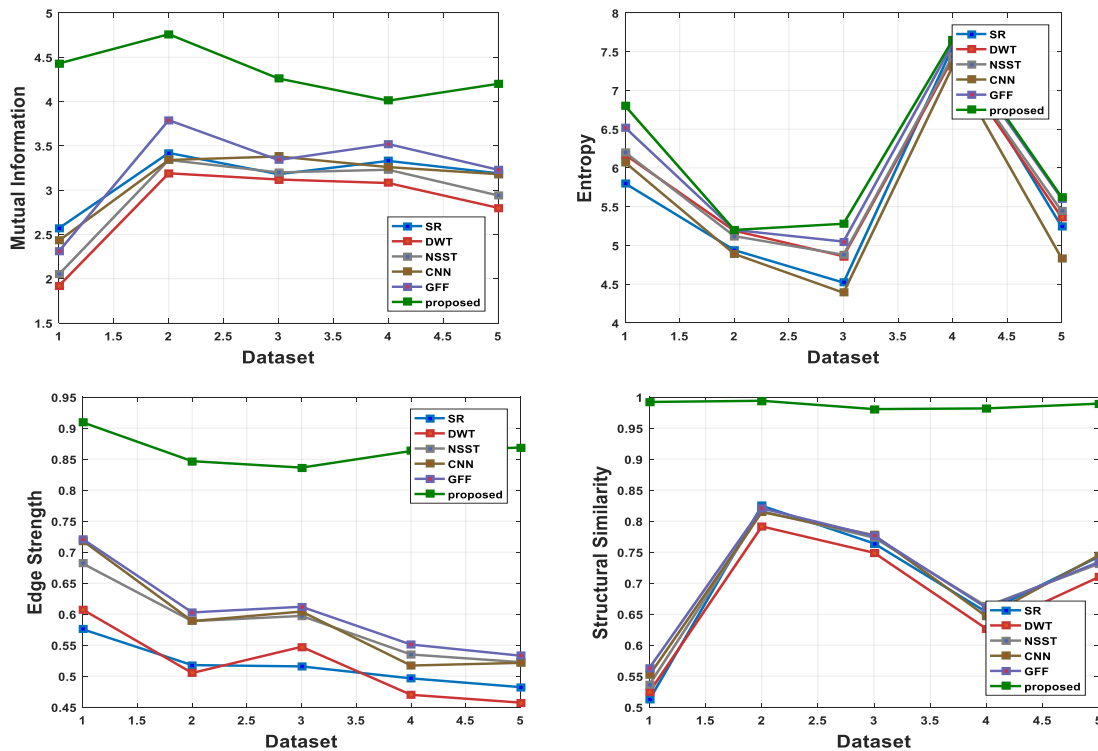 5
4.5
4
3.5
3
2.5
2
1.5
Mutual Information
SR
DWT
NSST
CNN
GFF
proposed
1 1.5 2 2.5 3 3.5 4 4.5 5
Dataset
8
7.5
7
6.5
6
5.5
5
4.5
4
Entropy
SR
DWT
NSST
CNN
GFF
proposed
1 1.5 2 2.5 3 3.5 4 4.5 5
Dataset
0.95
0.9
0.85
0.8
0.75
0.7
0.65
0.6
0.55
0.5
0.45
Edge Strength
SR
DWT
NSST
CNN
GFF
proposed
1 1.5 2 2.5 3 3.5 4 4.5 5
Dataset
1
0.95
0.9
0.85
0.8
0.75
0.7
0.65
0.6
0.55
0.5
Structural Similarity
SR
DWT
NSST
CNN
GFF
proposed
1 1.5 2 2.5 3 3.5 4 4.5 5
Dataset